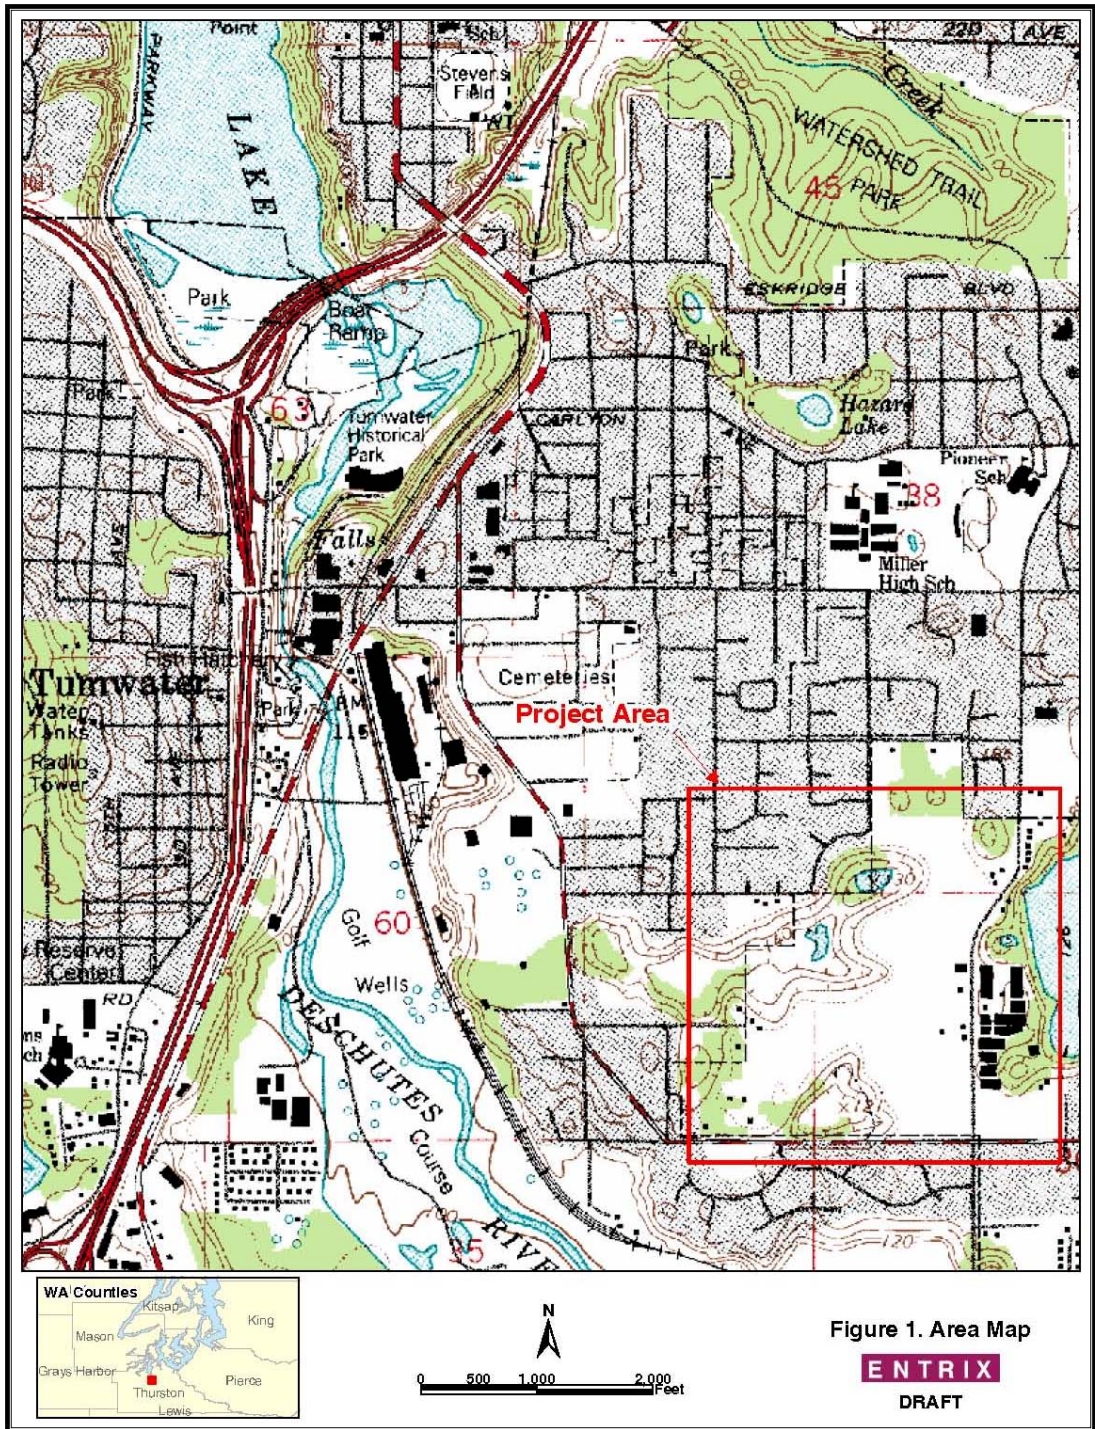 Point
Sch
22D
AVE
PARKWAY
Stevens
Field
Creek
LAKE
WATERSHED TRAIL
45
PARK
Park
Boat
Ramp
ESKRIDGE
BLVD
Park
Park
63
Tumwater
Historical
Park
CARLYON
AVE
Hazard
Lake
Pioneer
Sch
38
Falls
AVE
Miller
High Sch
Fish Hatchery
Tumwater
Cemeteries
Water
Tanks
Park
BM
Project Area
Radio
Tower
Golf
60
Reserve
Center
Wells
RD
DESCHUTES
Course
RIVE
35
120
WA Counties
Kitsap
King
Mason
Grays Harbor
Pierce
Thurston
Lewis
N
0 500 1,000 2,000
Feet
Figure 1. Area Map
ENTRIX
DRAFT